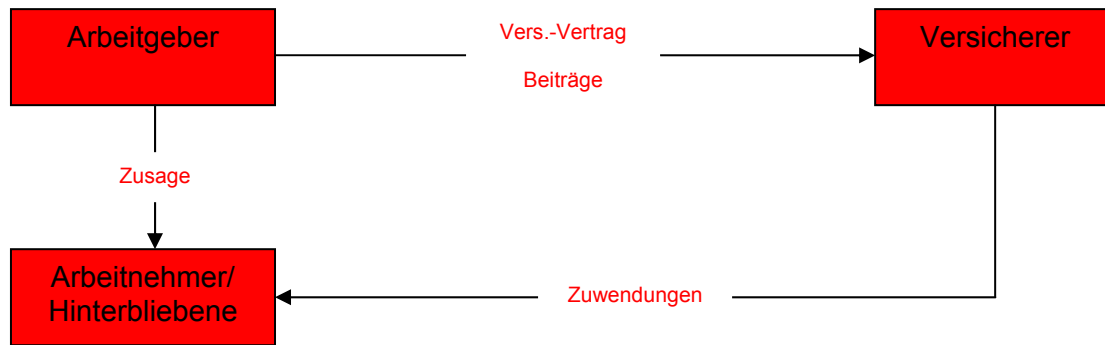 Arbeitgeber
Vers.-Vertrag
Beiträge
Versicherer
Zusage
Arbeitnehmer/
Hinterbliebene
Zuwendungen